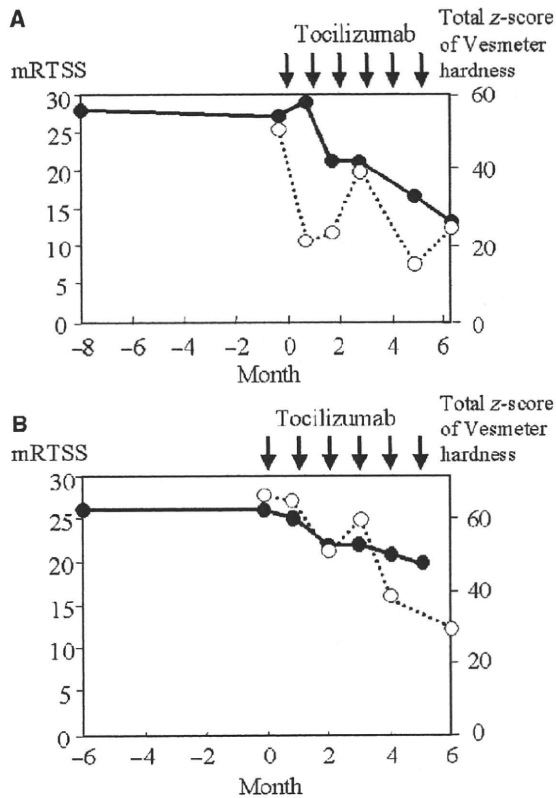 A
Tocilizumab
Total z-score
of Vesmeter
hardness
mRTSS
30
25
20
15
10
5
0
60
40
20
0
−8 −6 −4 −2 0 2 4 6
Month
B
Tocilizumab
Total z-score
of Vesmeter
hardness
mRTSS
30
25
20
15
10
5
0
60
40
20
0
−6 −4 −2 0 2 4 6
Month